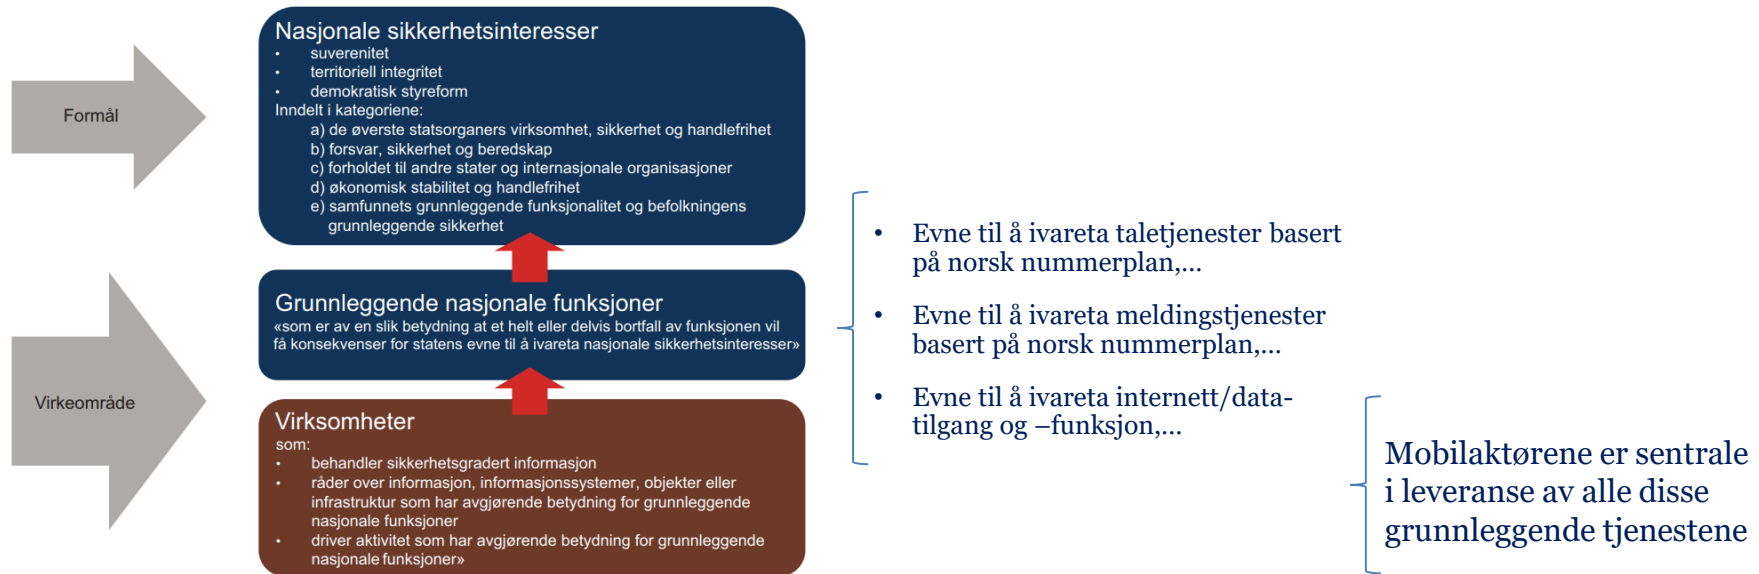 Formål
Nasjonale sikkerhetsinteresser
• suverenitet
• territoriell integritet
• demokratisk styreform
Inndelt i kategoriene:
a) de øverste statsorganers virksomhet, sikkerhet og handlefrihet
b) forsvar, sikkerhet og beredskap
c) forholdet til andre stater og internasjonale organisasjoner
d) økonomisk stabilitet og handlefrihet
e) samfunnets grunnleggende funksjonalitet og befolkningens
grunnleggende sikkerhet
Virkeområde
Grunnleggende nasjonale funksjoner
«som er av en slik betydning at et helt eller delvis bortfall av funksjonen vil
få konsekvenser for statens evne til å ivareta nasjonale sikkerhetsinteresser»
Virksomheter
som:
• behandler sikkerhetsgradert informasjon
• råder over informasjon, informasjonssystemer, objekter eller
infrastruktur som har avgjørende betydning for grunnleggende
nasjonale funksjoner
• driver aktivitet som har avgjørende betydning for grunnleggende
nasjonale funksjoner»
• Evne til å ivareta taletjenester basert
på norsk nummerplan,...
• Evne til å ivareta meldingstjenester
basert på norsk nummerplan,...
• Evne til å ivareta internett/data-
tilgang og –funksjon,...
Mobilaktørene er sentrale
i leveranse av alle disse
grunnleggende tjenestene